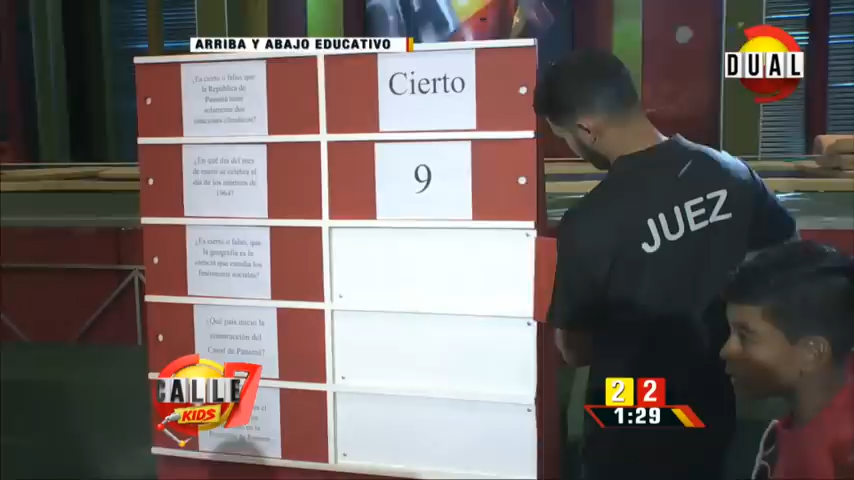 ARRIBA Y ABAJO EDUCATIVO
DUAL
¿Es cierto o falso que
la República de
Panamá tiene
solamente dos
estaciones climáticas?
Cierto
¿En qué día del mes
de enero se celebra el
día de los mártires de
1964?
9
¿Es cierto o falso, que
la geografía es la
ciencia que estudia los
fenómenos sociales?
¿Qué país inicio la
construcción del
Canal de Panamá?
JUEZ
CALLE 7
KIDS
2 2
1:29